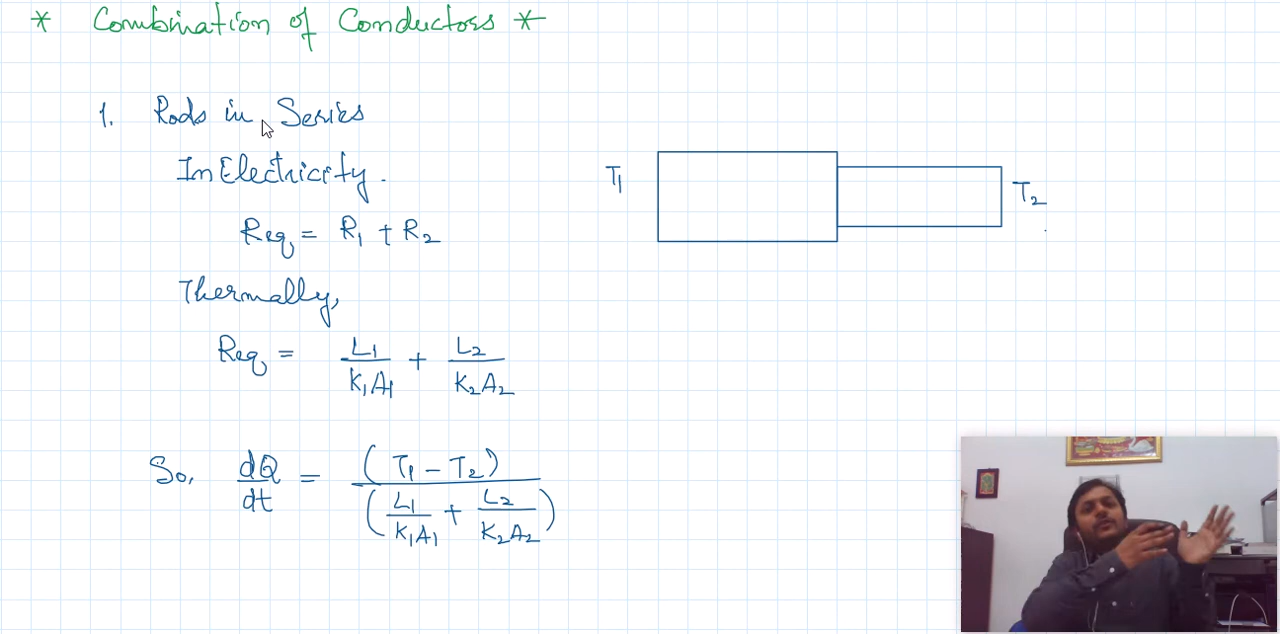 * Combination of Conductors *
1. Rods in Series
In Electricity.
Req = R1 + R2
Thermally,
Req = L1/K1A1 + L2/K2A2
So, dQ/dt = (T1 - T2)/(L1/K1A1 + L2/K2A2)
T1
T2